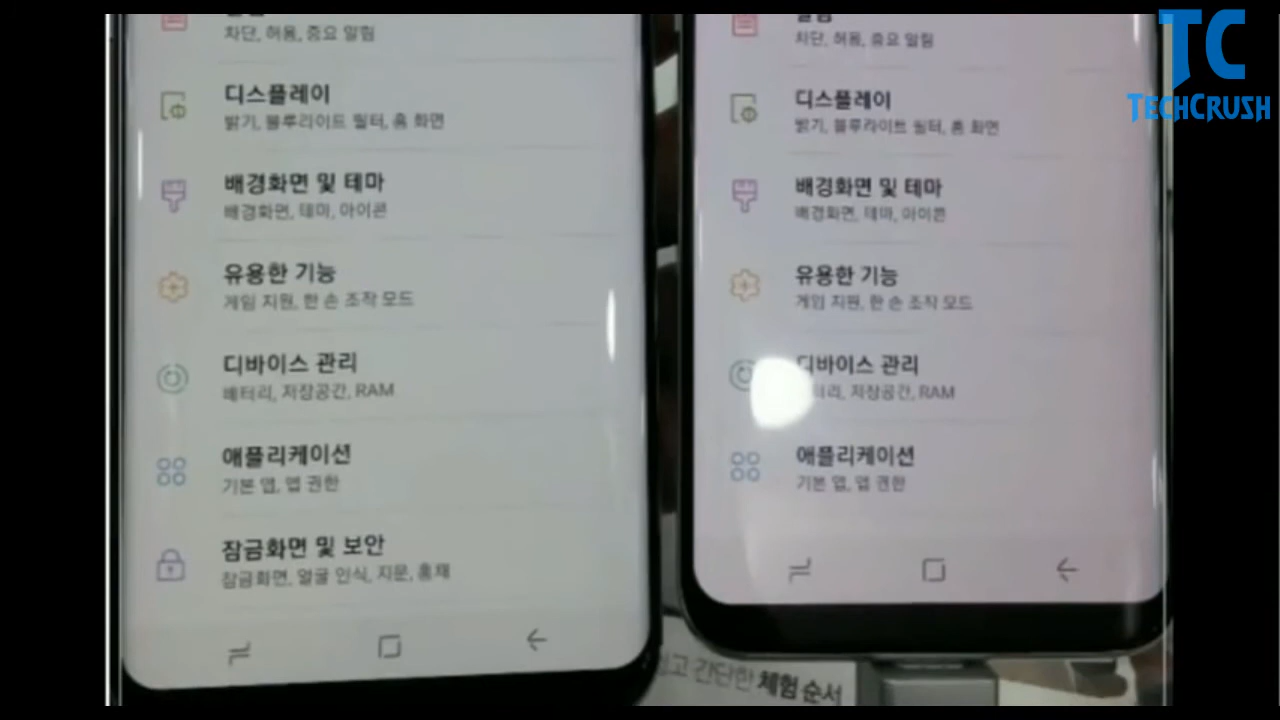 차단, 허용, 중요 알림
디스플레이
밝기, 블루라이트 필터, 홈 화면
배경화면 및 테마
배경화면, 테마, 아이콘
유용한 기능
게임 지원, 한 손 조작 모드
디바이스 관리
배터리, 저장공간, RAM
애플리케이션
기본 앱, 앱 권한
잠금화면 및 보안
잠금화면, 얼굴 인식, 지문, 홍채
차단, 허용, 중요 알림
디스플레이
밝기, 블루라이트 필터, 홈 화면
배경화면 및 테마
배경화면, 테마, 아이콘
유용한 기능
게임 지원, 한 손 조작 모드
디바이스 관리
터리, 저장공간, RAM
애플리케이션
기본 앱, 앱 권한
간단한 체험 순서
TC
TECHCRUSH